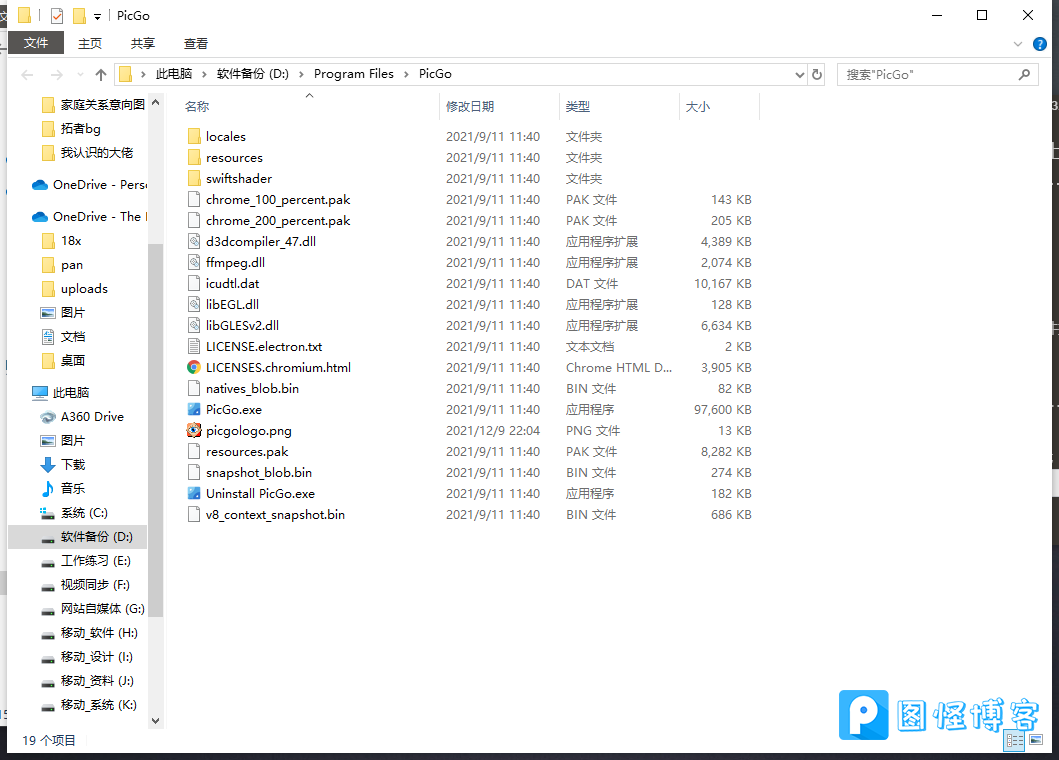 PicGo
文件 主页 共享 查看
此电脑 软件备份 (D:) Program Files PicGo 搜索"PicGo"
家庭关系意向图
拓者bg
我认识的大佬
OneDrive - Pers
OneDrive - The
18x
pan
uploads
图片
文档
桌面
此电脑
A360 Drive
图片
下载
音乐
系统 (C:)
软件备份 (D:)
工作练习 (E:)
视频同步 (F:)
网站自媒体 (G:)
移动_软件 (H:)
移动_设计 (I:)
移动_资料 (J:)
移动_系统 (K:)
名称 修改日期 类型 大小
locales 2021/9/11 11:40 文件夹
resources 2021/9/11 11:40 文件夹
swiftshader 2021/9/11 11:40 文件夹
chrome_100_percent.pak 2021/9/11 11:40 PAK 文件 143 KB
chrome_200_percent.pak 2021/9/11 11:40 PAK 文件 205 KB
d3dcompiler_47.dll 2021/9/11 11:40 应用程序扩展 4,389 KB
ffmpeg.dll 2021/9/11 11:40 应用程序扩展 2,074 KB
icudtl.dat 2021/9/11 11:40 DAT 文件 10,167 KB
libEGL.dll 2021/9/11 11:40 应用程序扩展 128 KB
libGLESv2.dll 2021/9/11 11:40 应用程序扩展 6,634 KB
LICENSE.electron.txt 2021/9/11 11:40 文本文档 2 KB
LICENSES.chromium.html 2021/9/11 11:40 Chrome HTML D... 3,905 KB
natives_blob.bin 2021/9/11 11:40 BIN 文件 82 KB
PicGo.exe 2021/9/11 11:40 应用程序 97,600 KB
picgologo.png 2021/12/9 22:04 PNG 文件 13 KB
resources.pak 2021/9/11 11:40 PAK 文件 8,282 KB
snapshot_blob.bin 2021/9/11 11:40 BIN 文件 274 KB
Uninstall PicGo.exe 2021/9/11 11:40 应用程序 182 KB
v8_context_snapshot.bin 2021/9/11 11:40 BIN 文件 686 KB
图怪博客
19 个项目